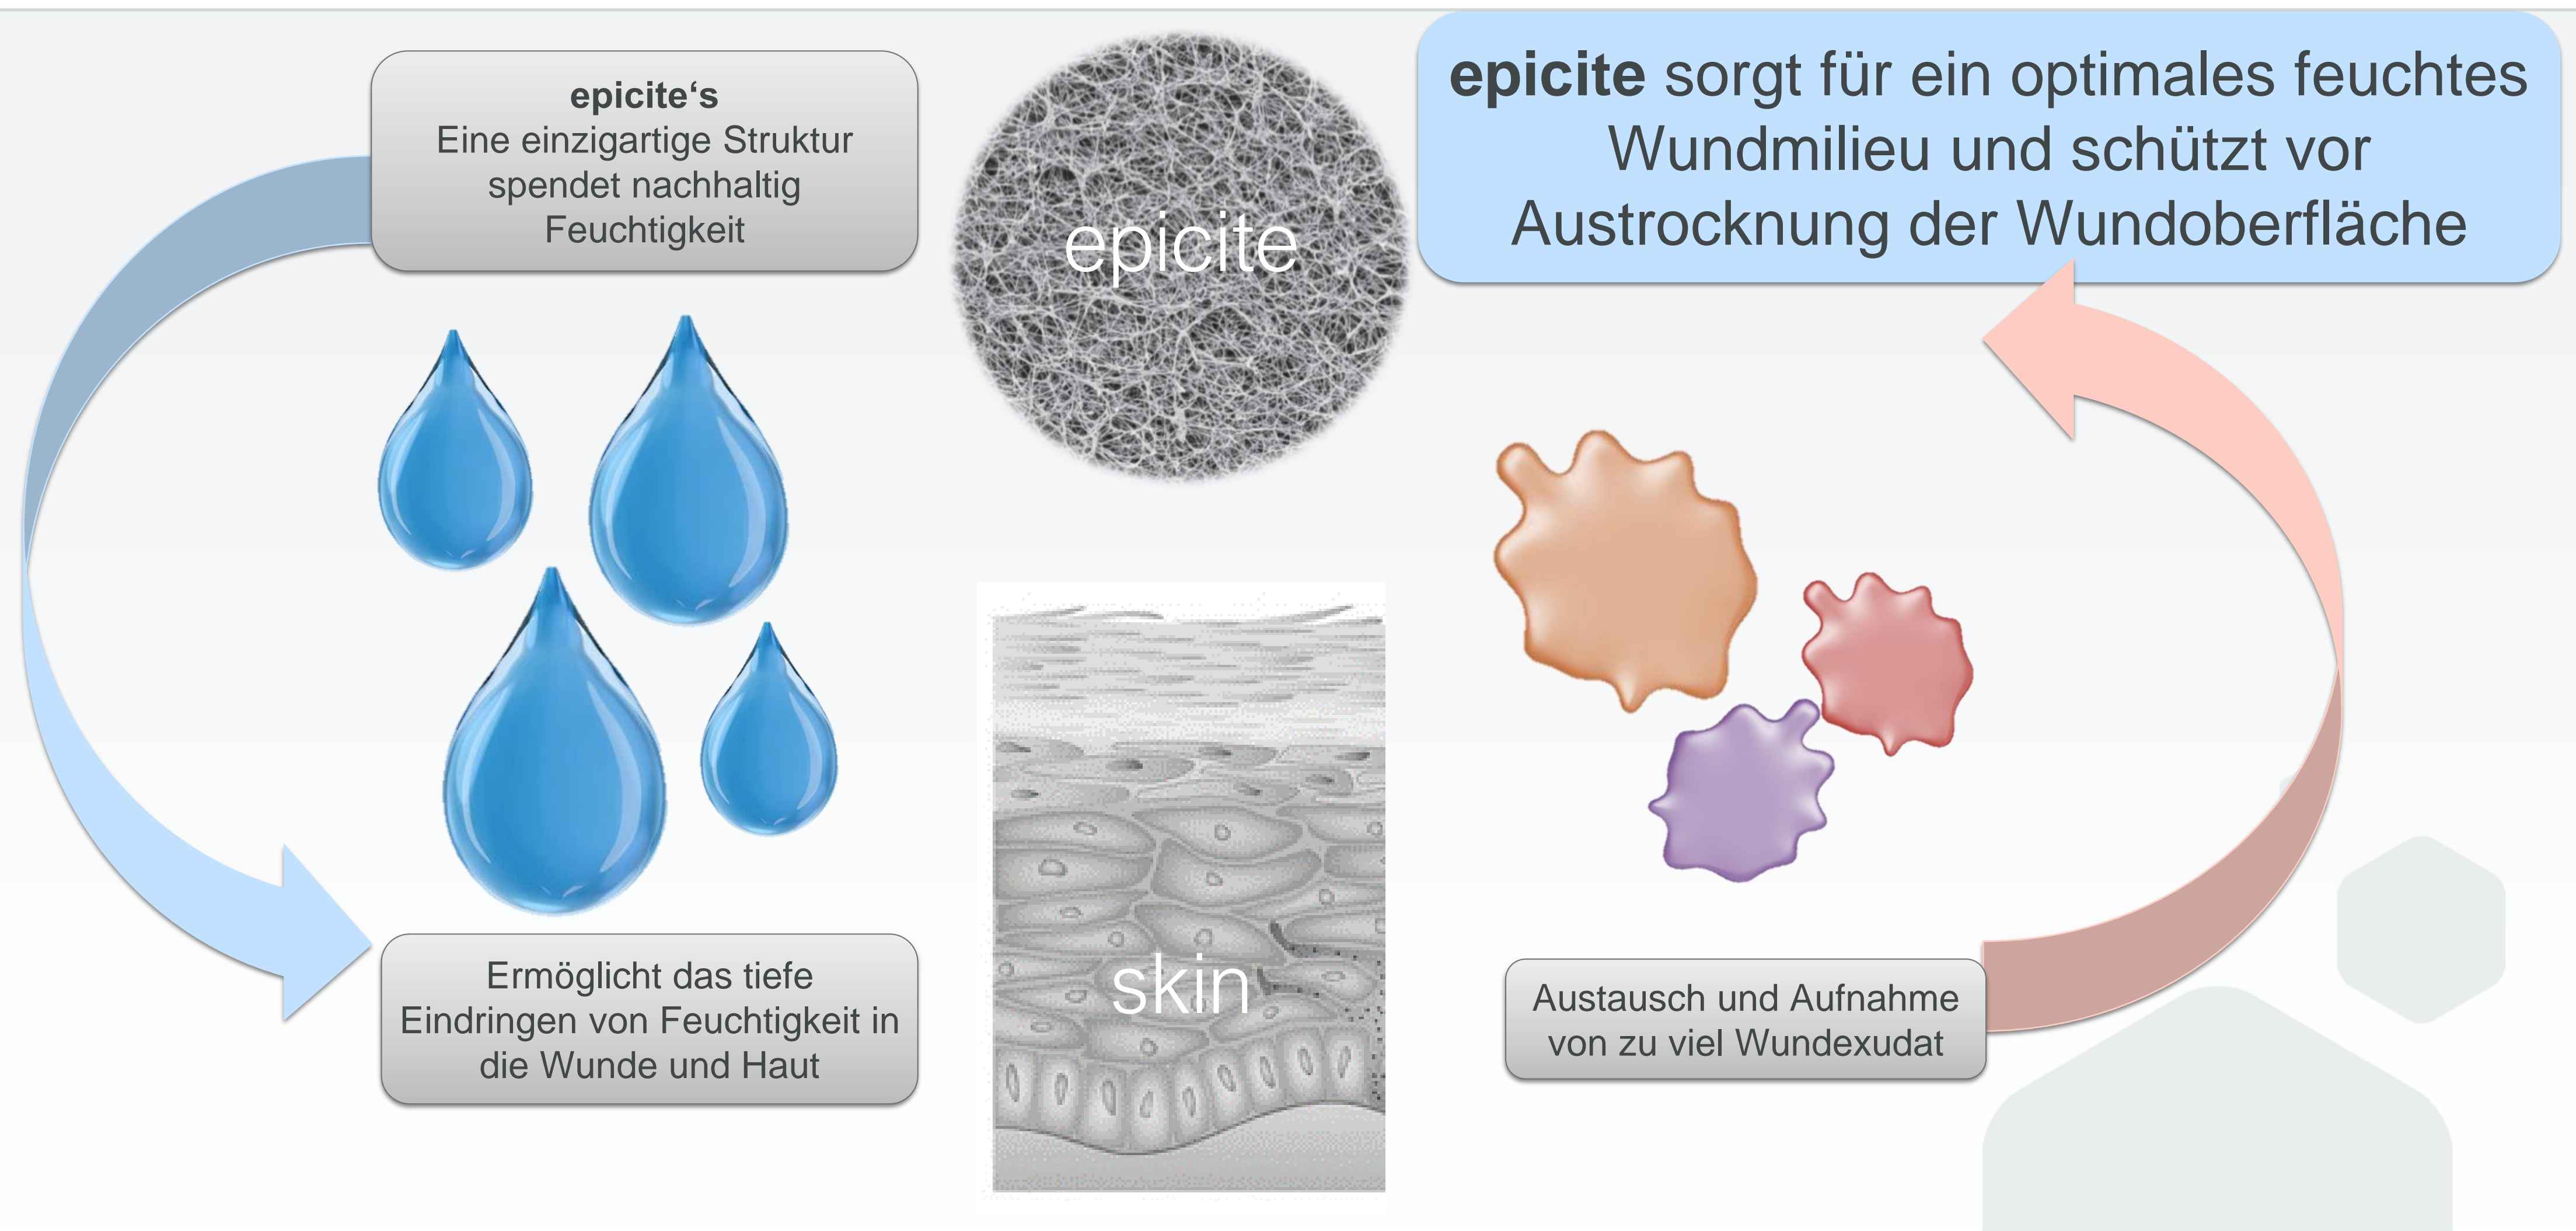 epicite‘s
Eine einzigartige Struktur
spendet nachhaltig
Feuchtigkeit
epicite
epicite sorgt für ein optimales feuchtes
Wundmilieu und schützt vor
Austrocknung der Wundoberfläche
Ermöglicht das tiefe
Eindringen von Feuchtigkeit in
die Wunde und Haut
skin
Austausch und Aufnahme
von zu viel Wundexudat